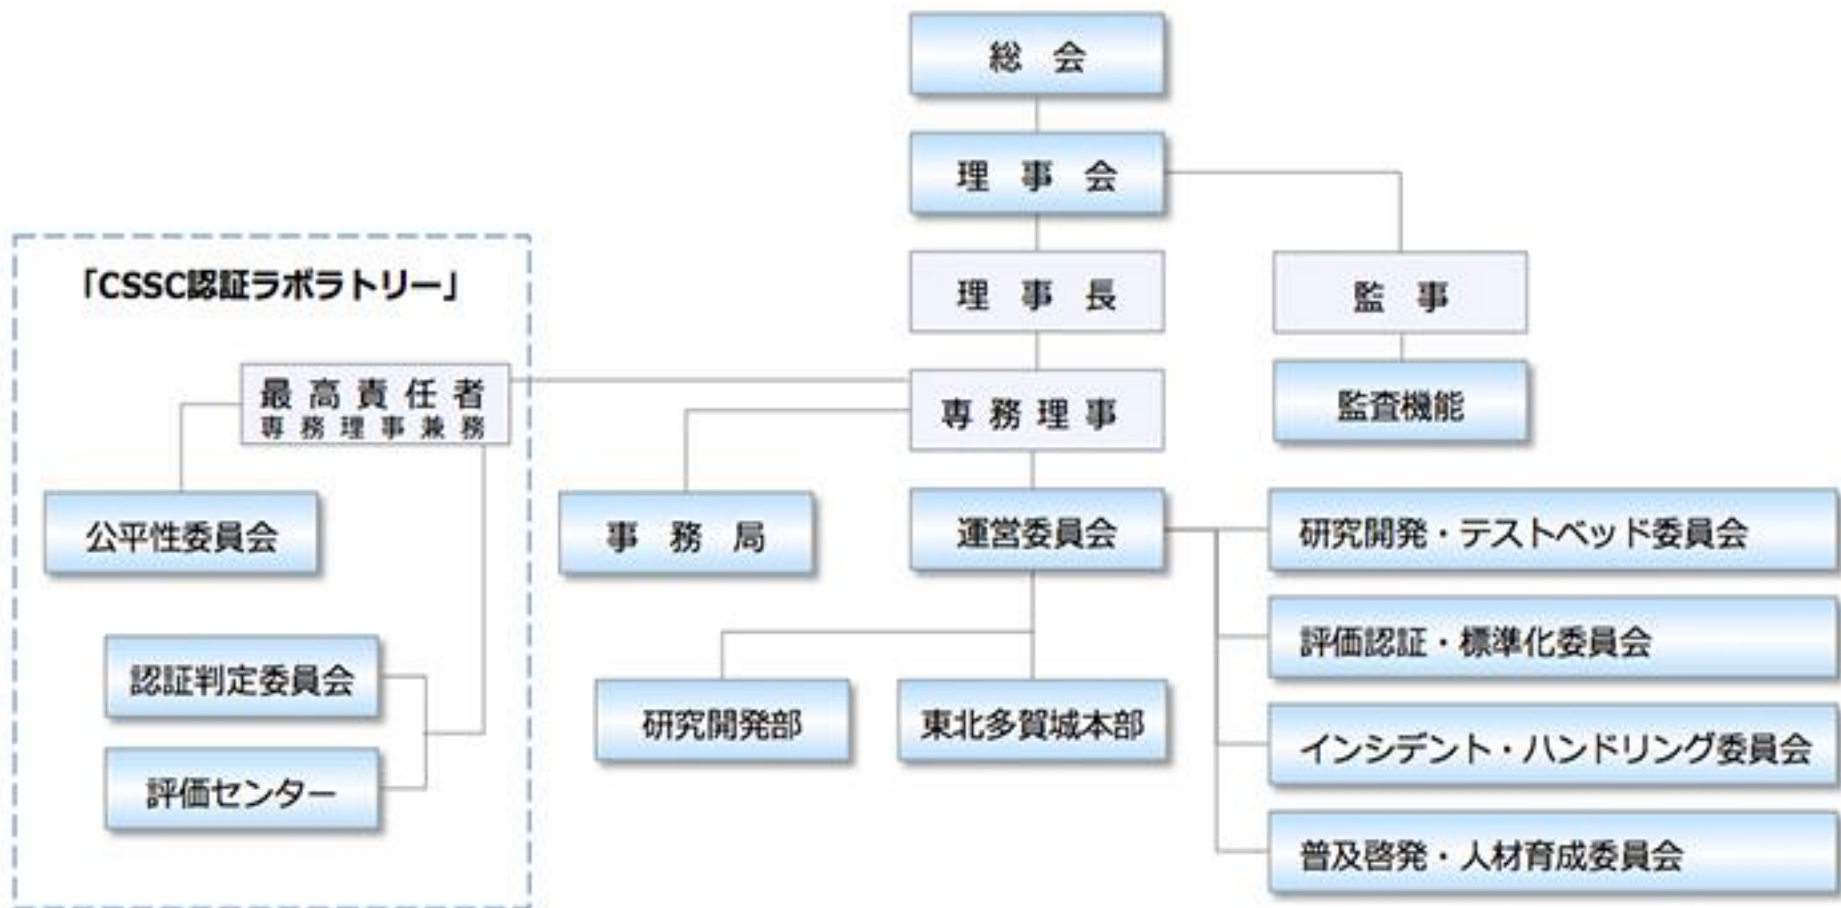 総　会
理　事　会
「CSSC認証ラボラトリー」
理　事　長
監　事
最高責任者
専務理事兼務
専務理事
監査機能
公平性委員会
事　務　局
運営委員会
研究開発・テストベッド委員会
認証判定委員会
評価認証・標準化委員会
研究開発部
東北多賀城本部
インシデント・ハンドリング委員会
評価センター
普及啓発・人材育成委員会